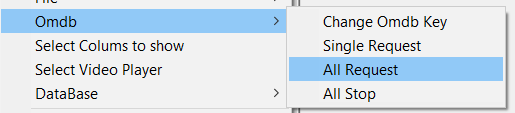 Omdb
Select Colums to show
Select Video Player
DataBase
Change Omdb Key
Single Request
All Request
All Stop